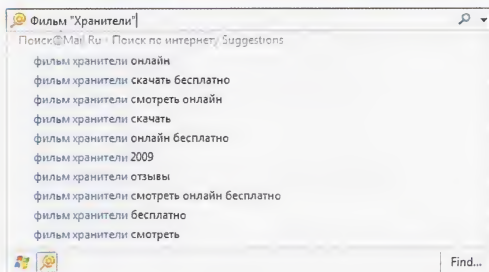 Фильм "Хранители"
Поиск@Mail.Ru - Поиск по интернету Suggestions
фильм хранители онлайн
фильм хранители скачать бесплатно
фильм хранители смотреть онлайн
фильм хранители скачать
фильм хранители онлайн бесплатно
фильм хранители 2009
фильм хранители отзывы
фильм хранители смотреть онлайн бесплатно
фильм хранители бесплатно
фильм хранители смотреть
Find...